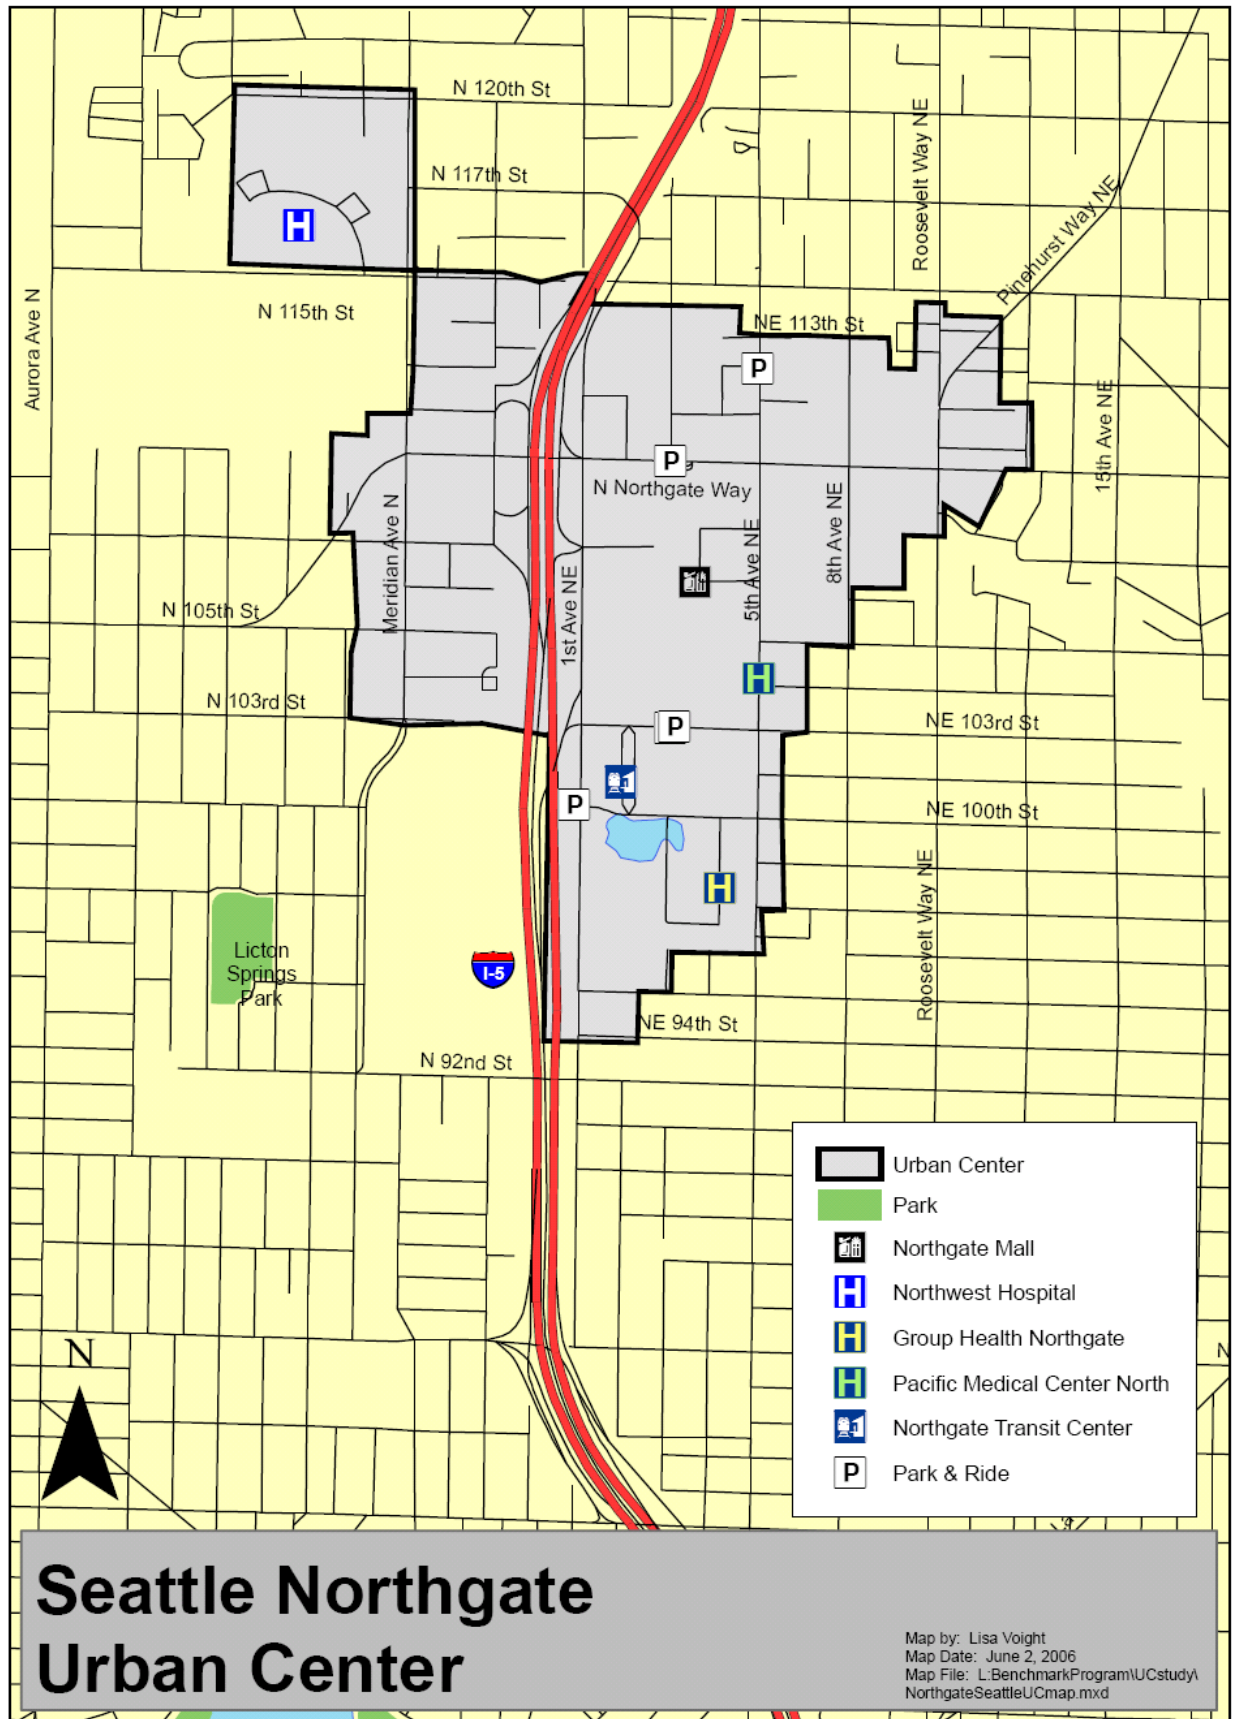 N 120th St
N 117th St
Roosevelt Way NE
Pinehurst Way NE
H
Aurora Ave N
N 115th St
NE 113th St
P
15th Ave NE
P
N Northgate Way
Meridian Ave N
8th Ave NE
5th Ave NE
1st Ave NE
N 105th St
H
N 103rd St
NE 103rd St
P
P
NE 100th St
Roosevelt Way NE
H
Licton
Springs
Park
I-5
NE 94th St
N 92nd St
Urban Center
Park
Northgate Mall
H Northwest Hospital
H Group Health Northgate
H Pacific Medical Center North
Northgate Transit Center
P Park & Ride
N
N
Seattle Northgate
Urban Center
Map by: Lisa Voight
Map Date: June 2, 2006
Map File: L:BenchmarkProgram\UCstudy\
NorthgateSeattleUCmap.mxd